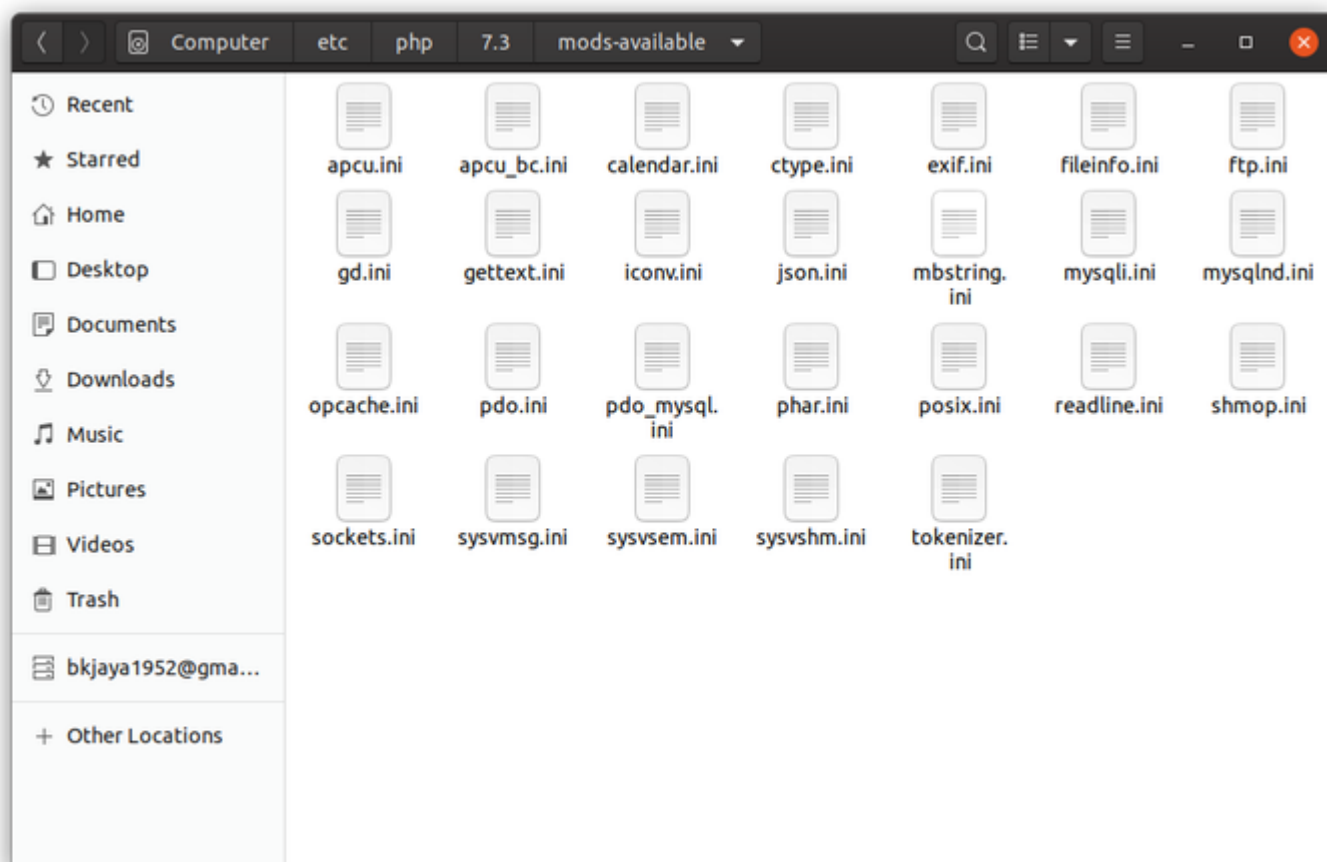 Computer etc php 7.3 mods-available
Recent
Starred
Home
Desktop
Documents
Downloads
Music
Pictures
Videos
Trash
bkjaya1952@gma...
Other Locations
apcu.ini apcu_bc.ini calendar.ini ctype.ini exif.ini fileinfo.ini ftp.ini
gd.ini gettext.ini iconv.ini json.ini mbstring. mysqli.ini mysqlnd.ini
ini
opcache.ini pdo.ini pdo_mysql. phar.ini posix.ini readline.ini shmop.ini
ini
sockets.ini sysvmsg.ini sysvsem.ini sysvshm.ini tokenizer.
ini